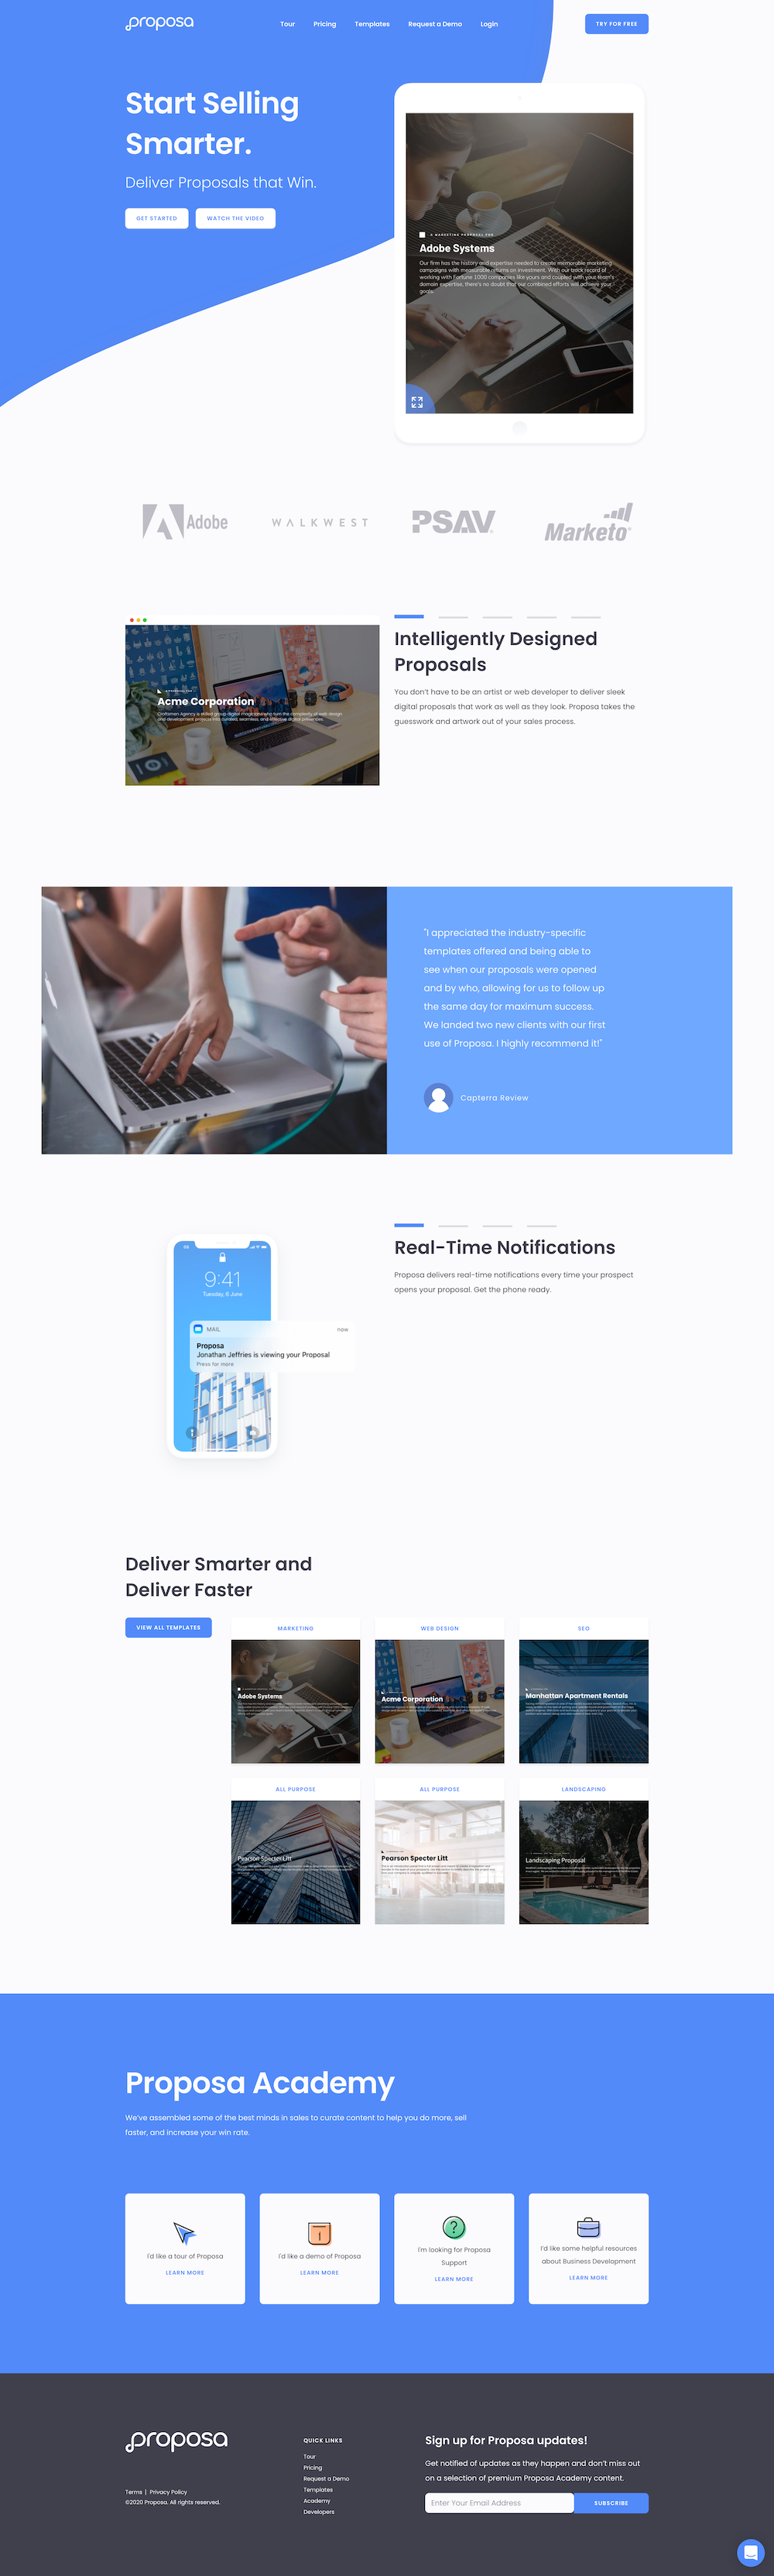 proposa
Tour Pricing Templates Request a Demo Login
TRY FOR FREE
Start Selling
Smarter.
Deliver Proposals that Win.
GET STARTED WATCH THE VIDEO
A MARKETING PROPOSAL FOR
Adobe Systems
Our firm has the history and expertise needed to create memorable marketing
campaigns with measurable returns on investment. With our track record of
working with Fortune 1000 companies like yours and coupled with your team's
domain expertise, there's no doubt that our combined efforts will achieve your
goals.
Adobe WALKWEST PSAV Marketo
Acme Corporation
Intelligently Designed
Proposals
You don't have to be an artist or web developer to deliver sleek
digital proposals that work as well as they look. Proposa takes the
guesswork and artwork out of your sales process.
"I appreciated the industry-specific
templates offered and being able to
see when our proposals were opened
and by who, allowing for us to follow up
the same day for maximum success.
We landed two new clients with our first
use of Proposa. I highly recommend it!"
Capterra Review
9:41
Tuesday, 6 June
MAIL now
Proposa
Jonathan Jeffries is viewing your Proposal
Press for more
Real-Time Notifications
Proposa delivers real-time notifications every time your prospect
opens your proposal. Get the phone ready.
Deliver Smarter and
Deliver Faster
VIEW ALL TEMPLATES
MARKETING
Adobe Systems
WEB DESIGN
Acme Corporation
SEO
Manhattan Apartment Rentals
ALL PURPOSE
Pearson Specter Litt
ALL PURPOSE
Pearson Specter Litt
LANDSCAPING
Landscaping Proposal
Proposa Academy
We've assembled some of the best minds in sales to curate content to help you do more, sell
faster, and increase your win rate.
I'd like a tour of Proposa
LEARN MORE
I'd like a demo of Proposa
LEARN MORE
I'm looking for Proposa
Support
LEARN MORE
I'd like some helpful resources
about Business Development
LEARN MORE
proposa
Terms | Privacy Policy
©2020 Proposa. All rights reserved.
QUICK LINKS
Tour
Pricing
Request a Demo
Templates
Academy
Developers
Sign up for Proposa updates!
Get notified of updates as they happen and don't miss out
on a selection of premium Proposa Academy content.
Enter Your Email Address SUBSCRIBE